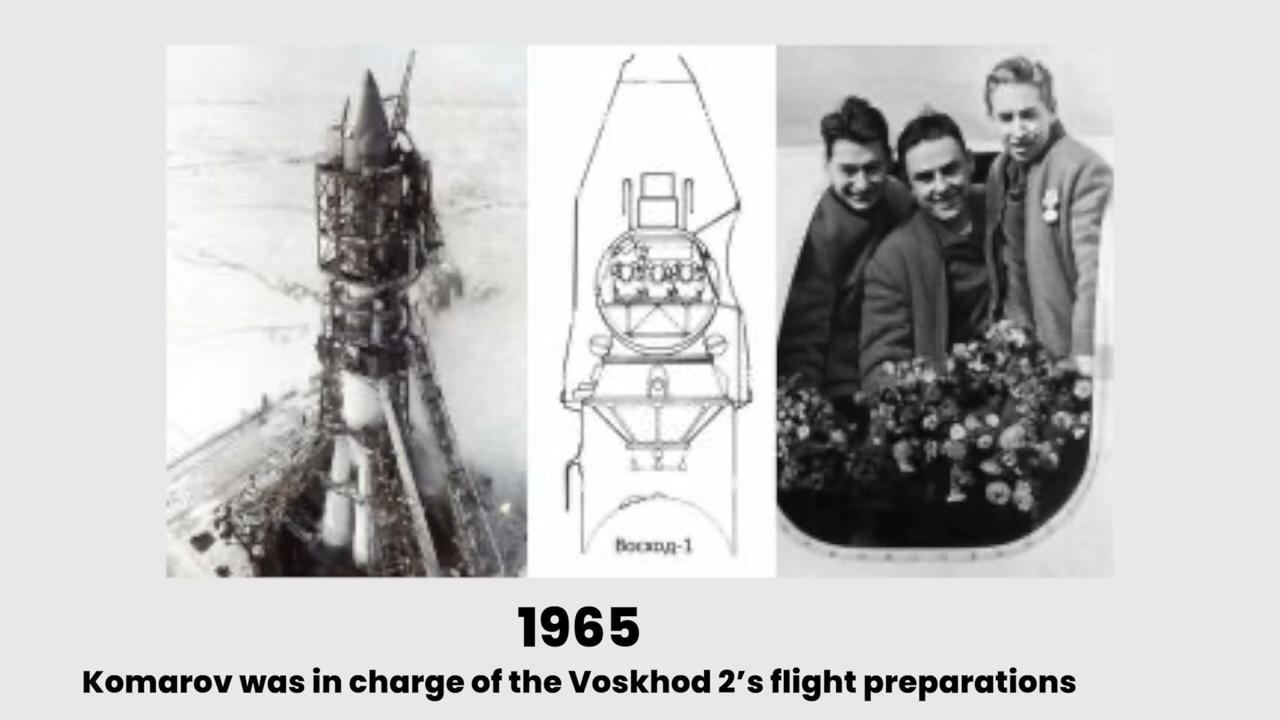 Восход-1
1965
Komarov was in charge of the Voskhod 2’s flight preparations